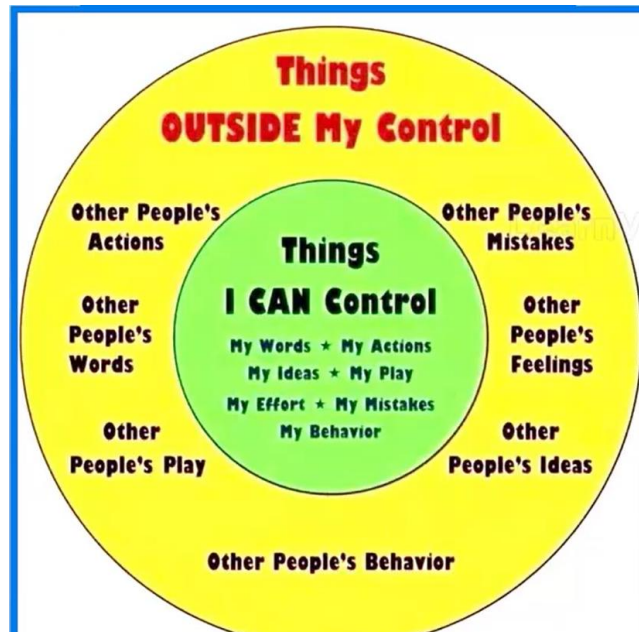 Things
OUTSIDE My Control
Other People's
Actions
Other People's
Mistakes
Things
I CAN Control
My Words ★ My Actions
My Ideas ★ My Play
My Effort ★ My Mistakes
My Behavior
Other
People's
Words
Other
People's
Feelings
Other
People's Play
Other
People's Ideas
Other People's Behavior